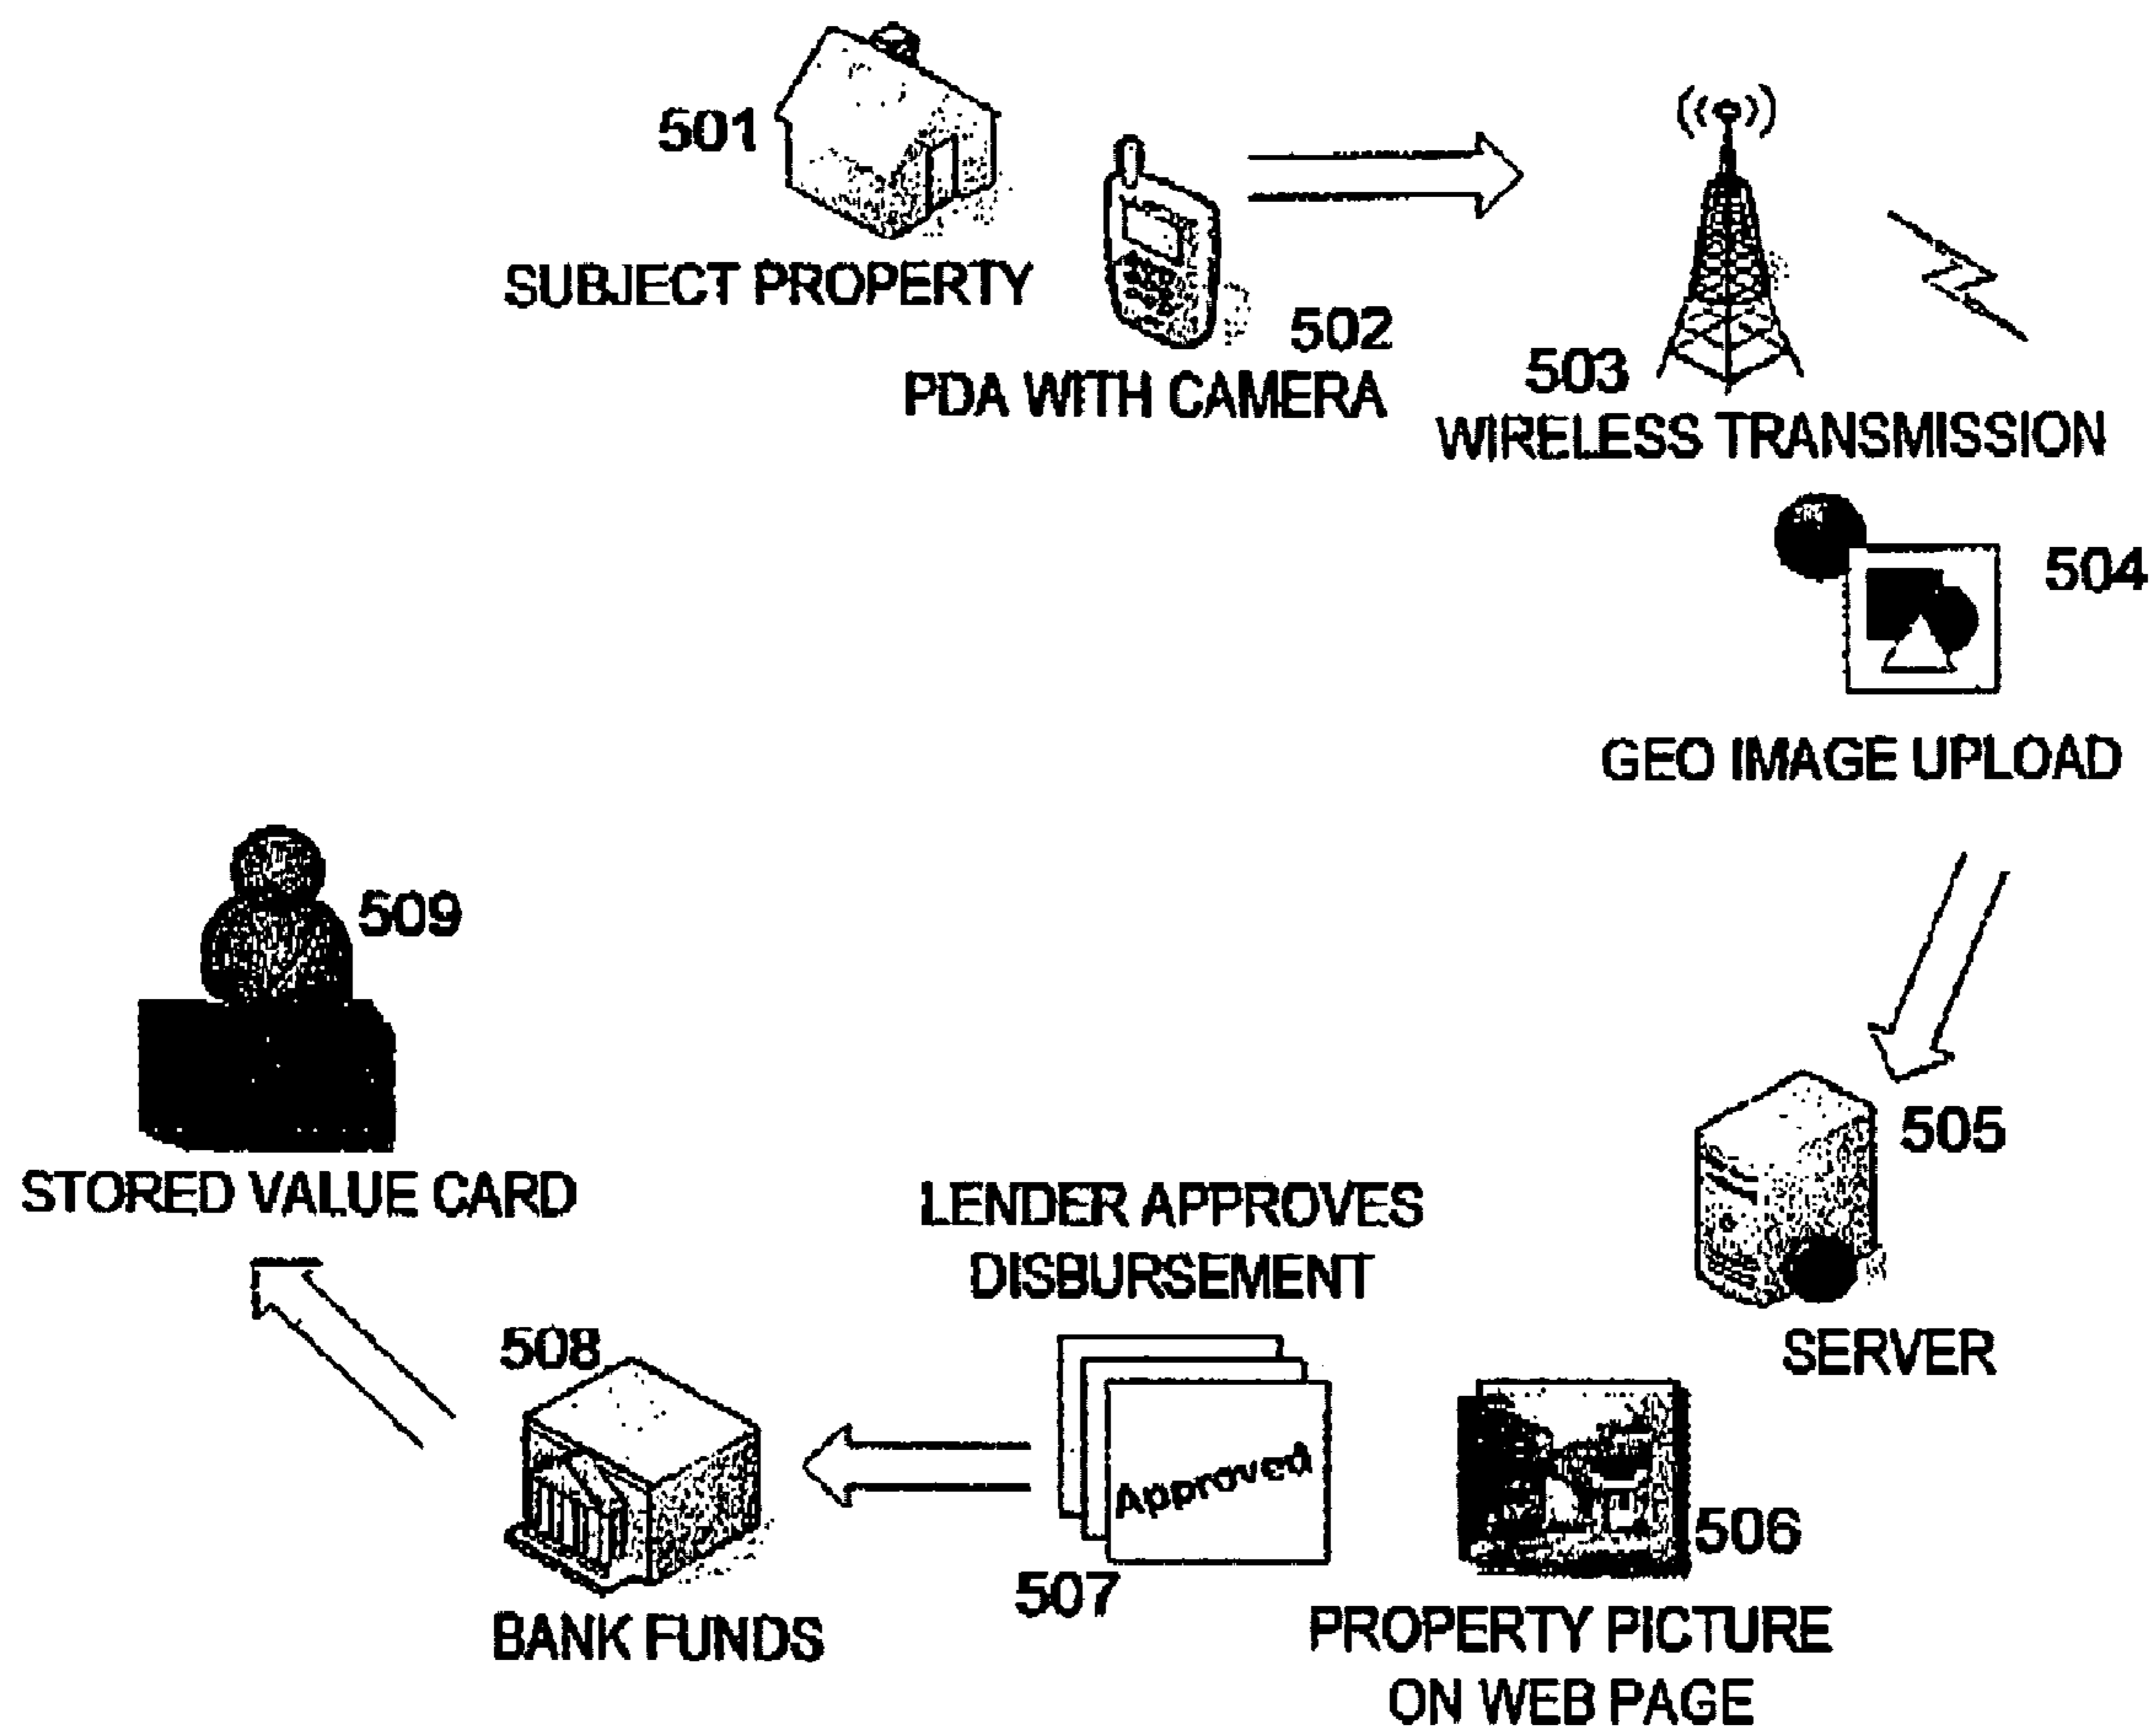 501
SUBJECT PROPERTY
502
PDA WITH CAMERA
503
WIRELESS TRANSMISSION
504
GEO IMAGE UPLOAD
505
SERVER
506
PROPERTY PICTURE
ON WEB PAGE
LENDER APPROVES
DISBURSEMENT
Approved
507
508
BANK FUNDS
509
STORED VALUE CARD